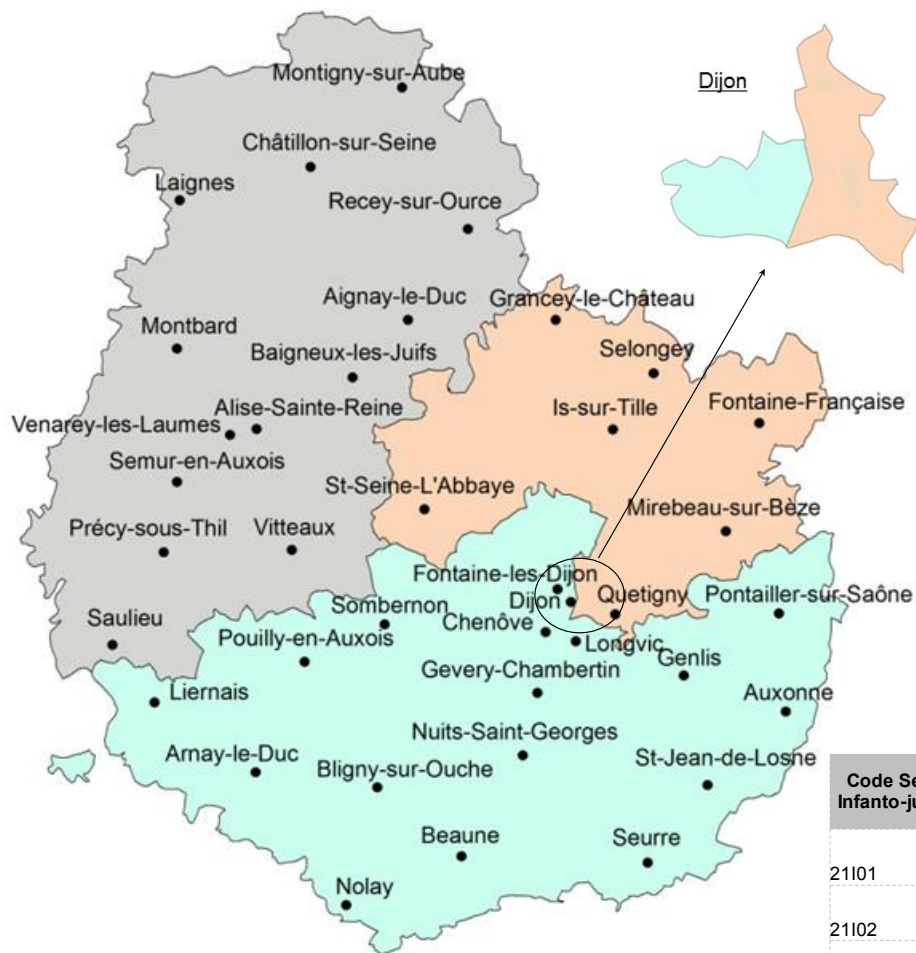 Dijon
Montigny-sur-Aube
Châtillon-sur-Seine
Laignes
Recey-sur-Ource
Aignay-le-Duc
Grancey-le-Château
Montbard
Selongey
Baigneux-les-Juifs
Alise-Sainte-Reine
Is-sur-Tille
Fontaine-Française
Venarey-les-Laumes
Semur-en-Auxois
St-Seine-L'Abbaye
Mirebeau-sur-Bèze
Précy-sous-Thil
Vitteaux
Fontaine-les-Dijon
Dijon
Quetigny
Pontailler-sur-Saône
Sombernon
Saulieu
Chenôve
Pouilly-en-Auxois
Longvic
Genlis
Gevery-Chambertin
Liernais
Auxonne
Nuits-Saint-Georges
Arnay-le-Duc
Bligny-sur-Ouche
St-Jean-de-Losne
Code Se
Infanto-ju
Beaune
Seurre
21I01
Nolay
21I02